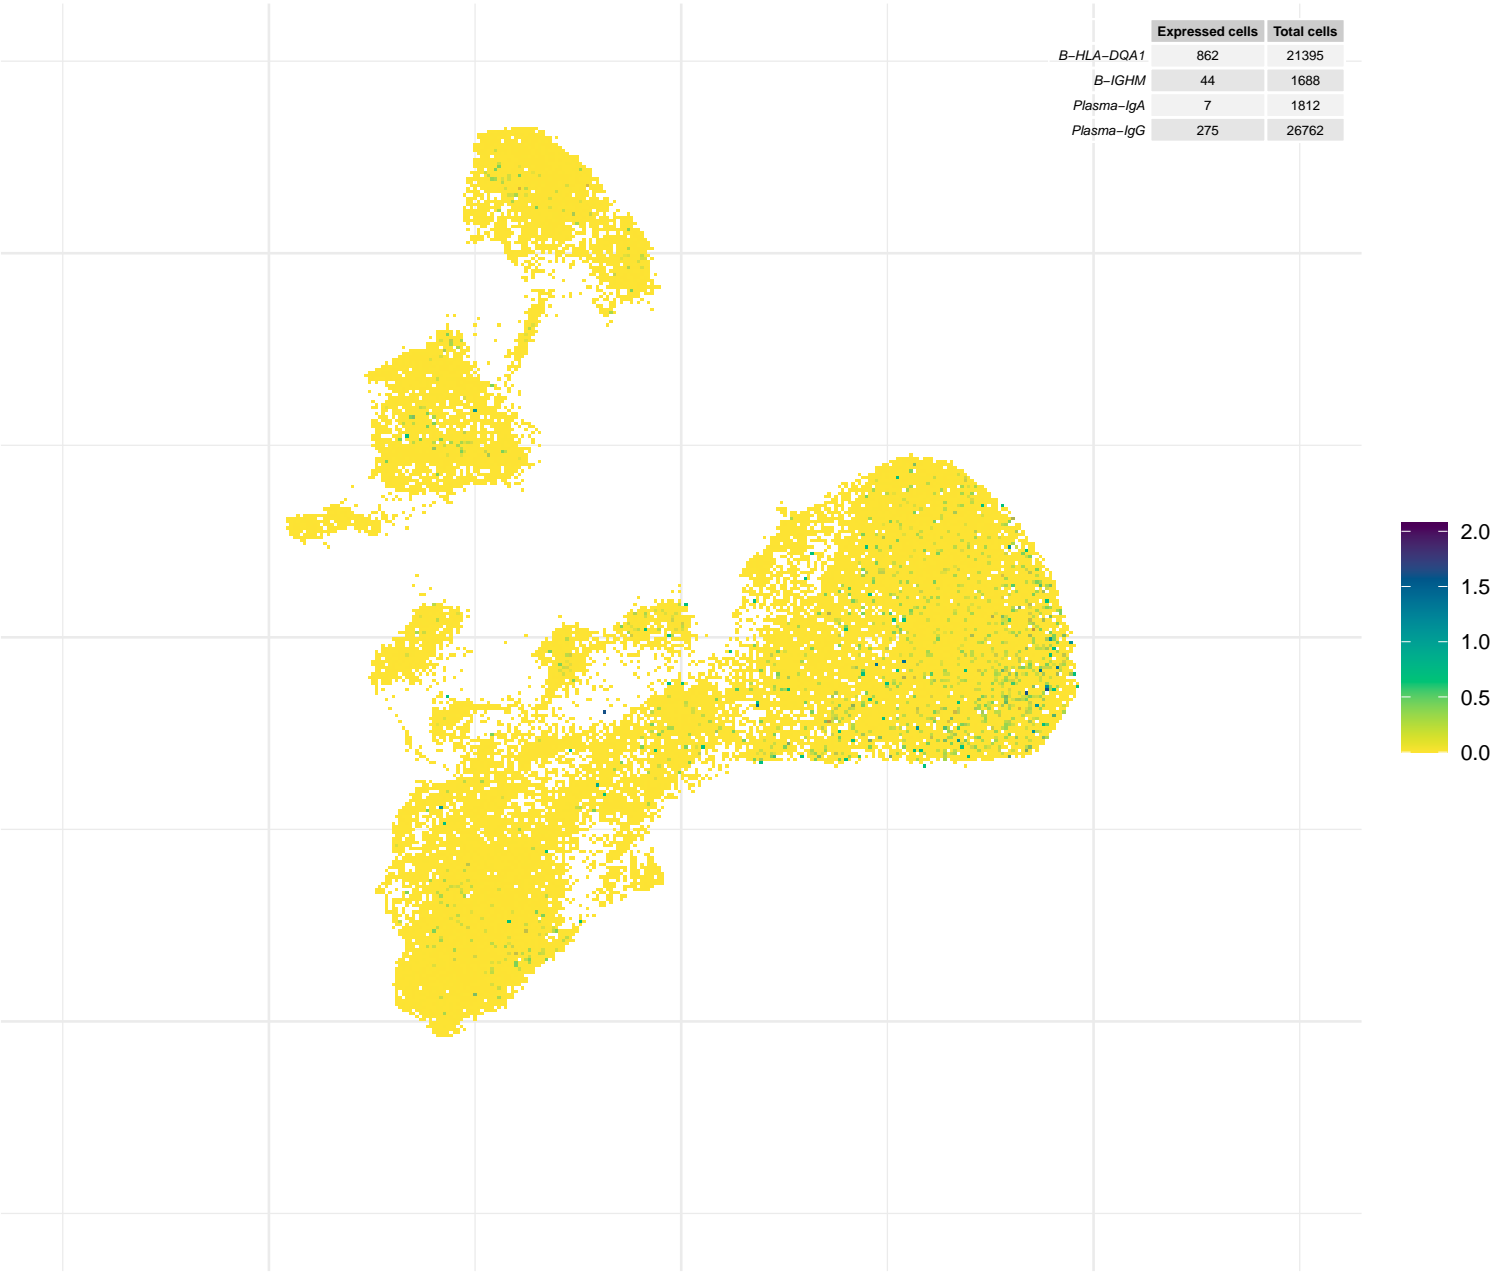 Expressed cells Total cells
B−HLA−DQA1 862 21395
B−IGHM 44 1688
Plasma−IgA 7 1812
Plasma−IgG 275 26762
2.0
1.5
1.0
0.5
0.0